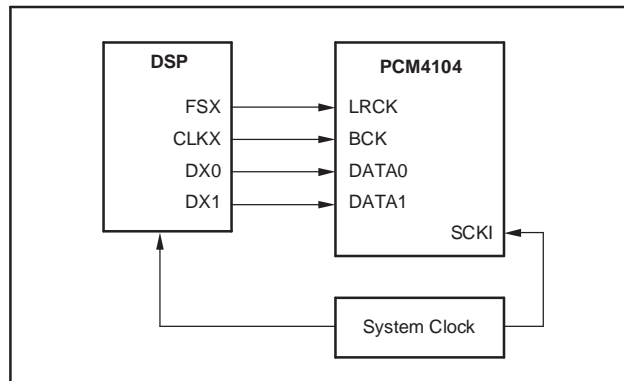 DSP
FSX
CLKX
DX0
DX1
PCM4104
LRCK
BCK
DATA0
DATA1
SCKI
System Clock